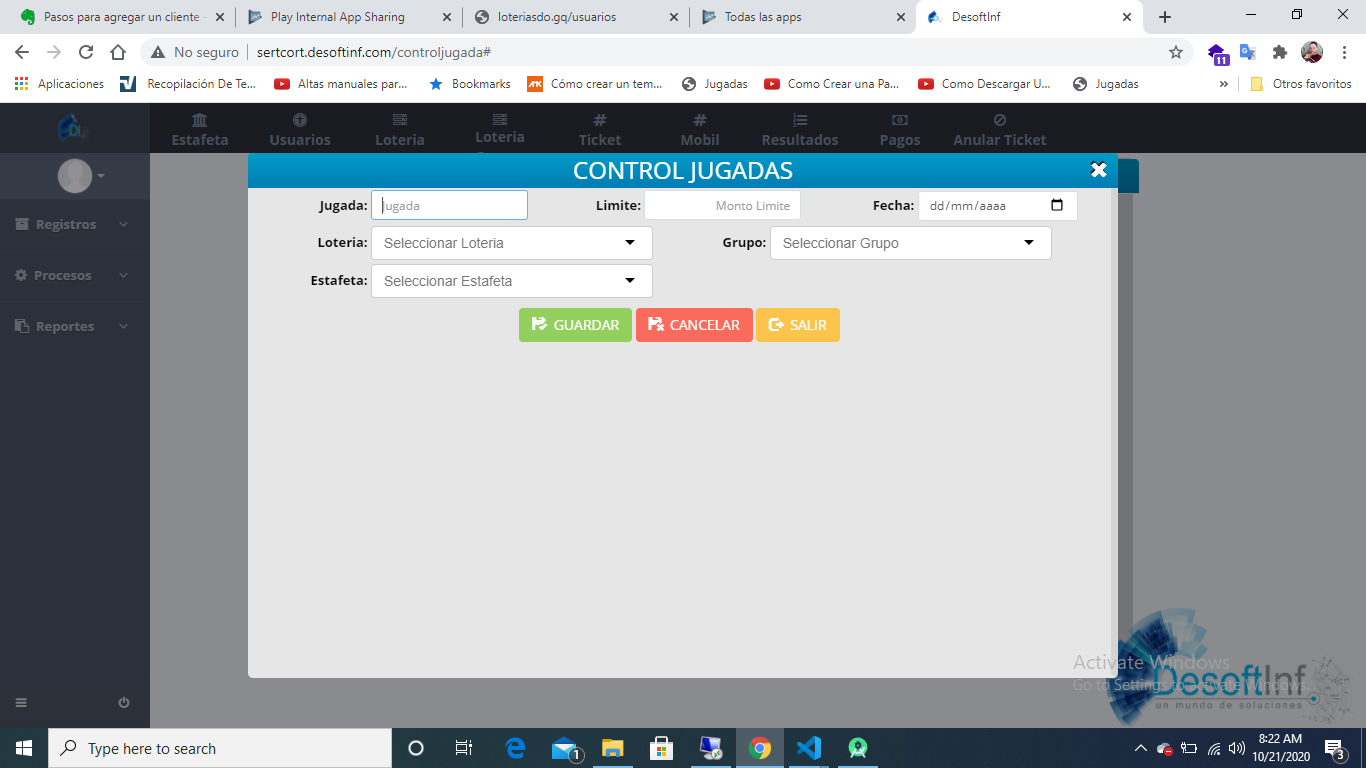 Pasos para agregar un cliente
Play Internal App Sharing
loteriasdo.gq/usuarios
Todas las apps
DesoftInf
No seguro
sertcort.desoftinf.com/controljugada#
11
Aplicaciones
Recopilación De Te...
Altas manuales par...
Bookmarks
Cómo crear un tem...
Jugadas
Como Crear una Pa...
Como Descargar U...
Jugadas
»
Otros favoritos
Estafeta
Usuarios
Loteria
Loteria
Ticket
Mobil
Resultados
Pagos
Anular Ticket
CONTROL JUGADAS
Registros
Procesos
Reportes
Jugada: Jugada
Limite: Monto Limite
Fecha: dd/mm/aaaa
Loteria: Seleccionar Loteria
Grupo: Seleccionar Grupo
Estafeta: Seleccionar Estafeta
GUARDAR
CANCELAR
SALIR
Activate Windows
Go to Settings to activate Windows.
DesoftInf
un mundo de soluciones
Type here to search
1
8:22 AM
10/21/2020
3